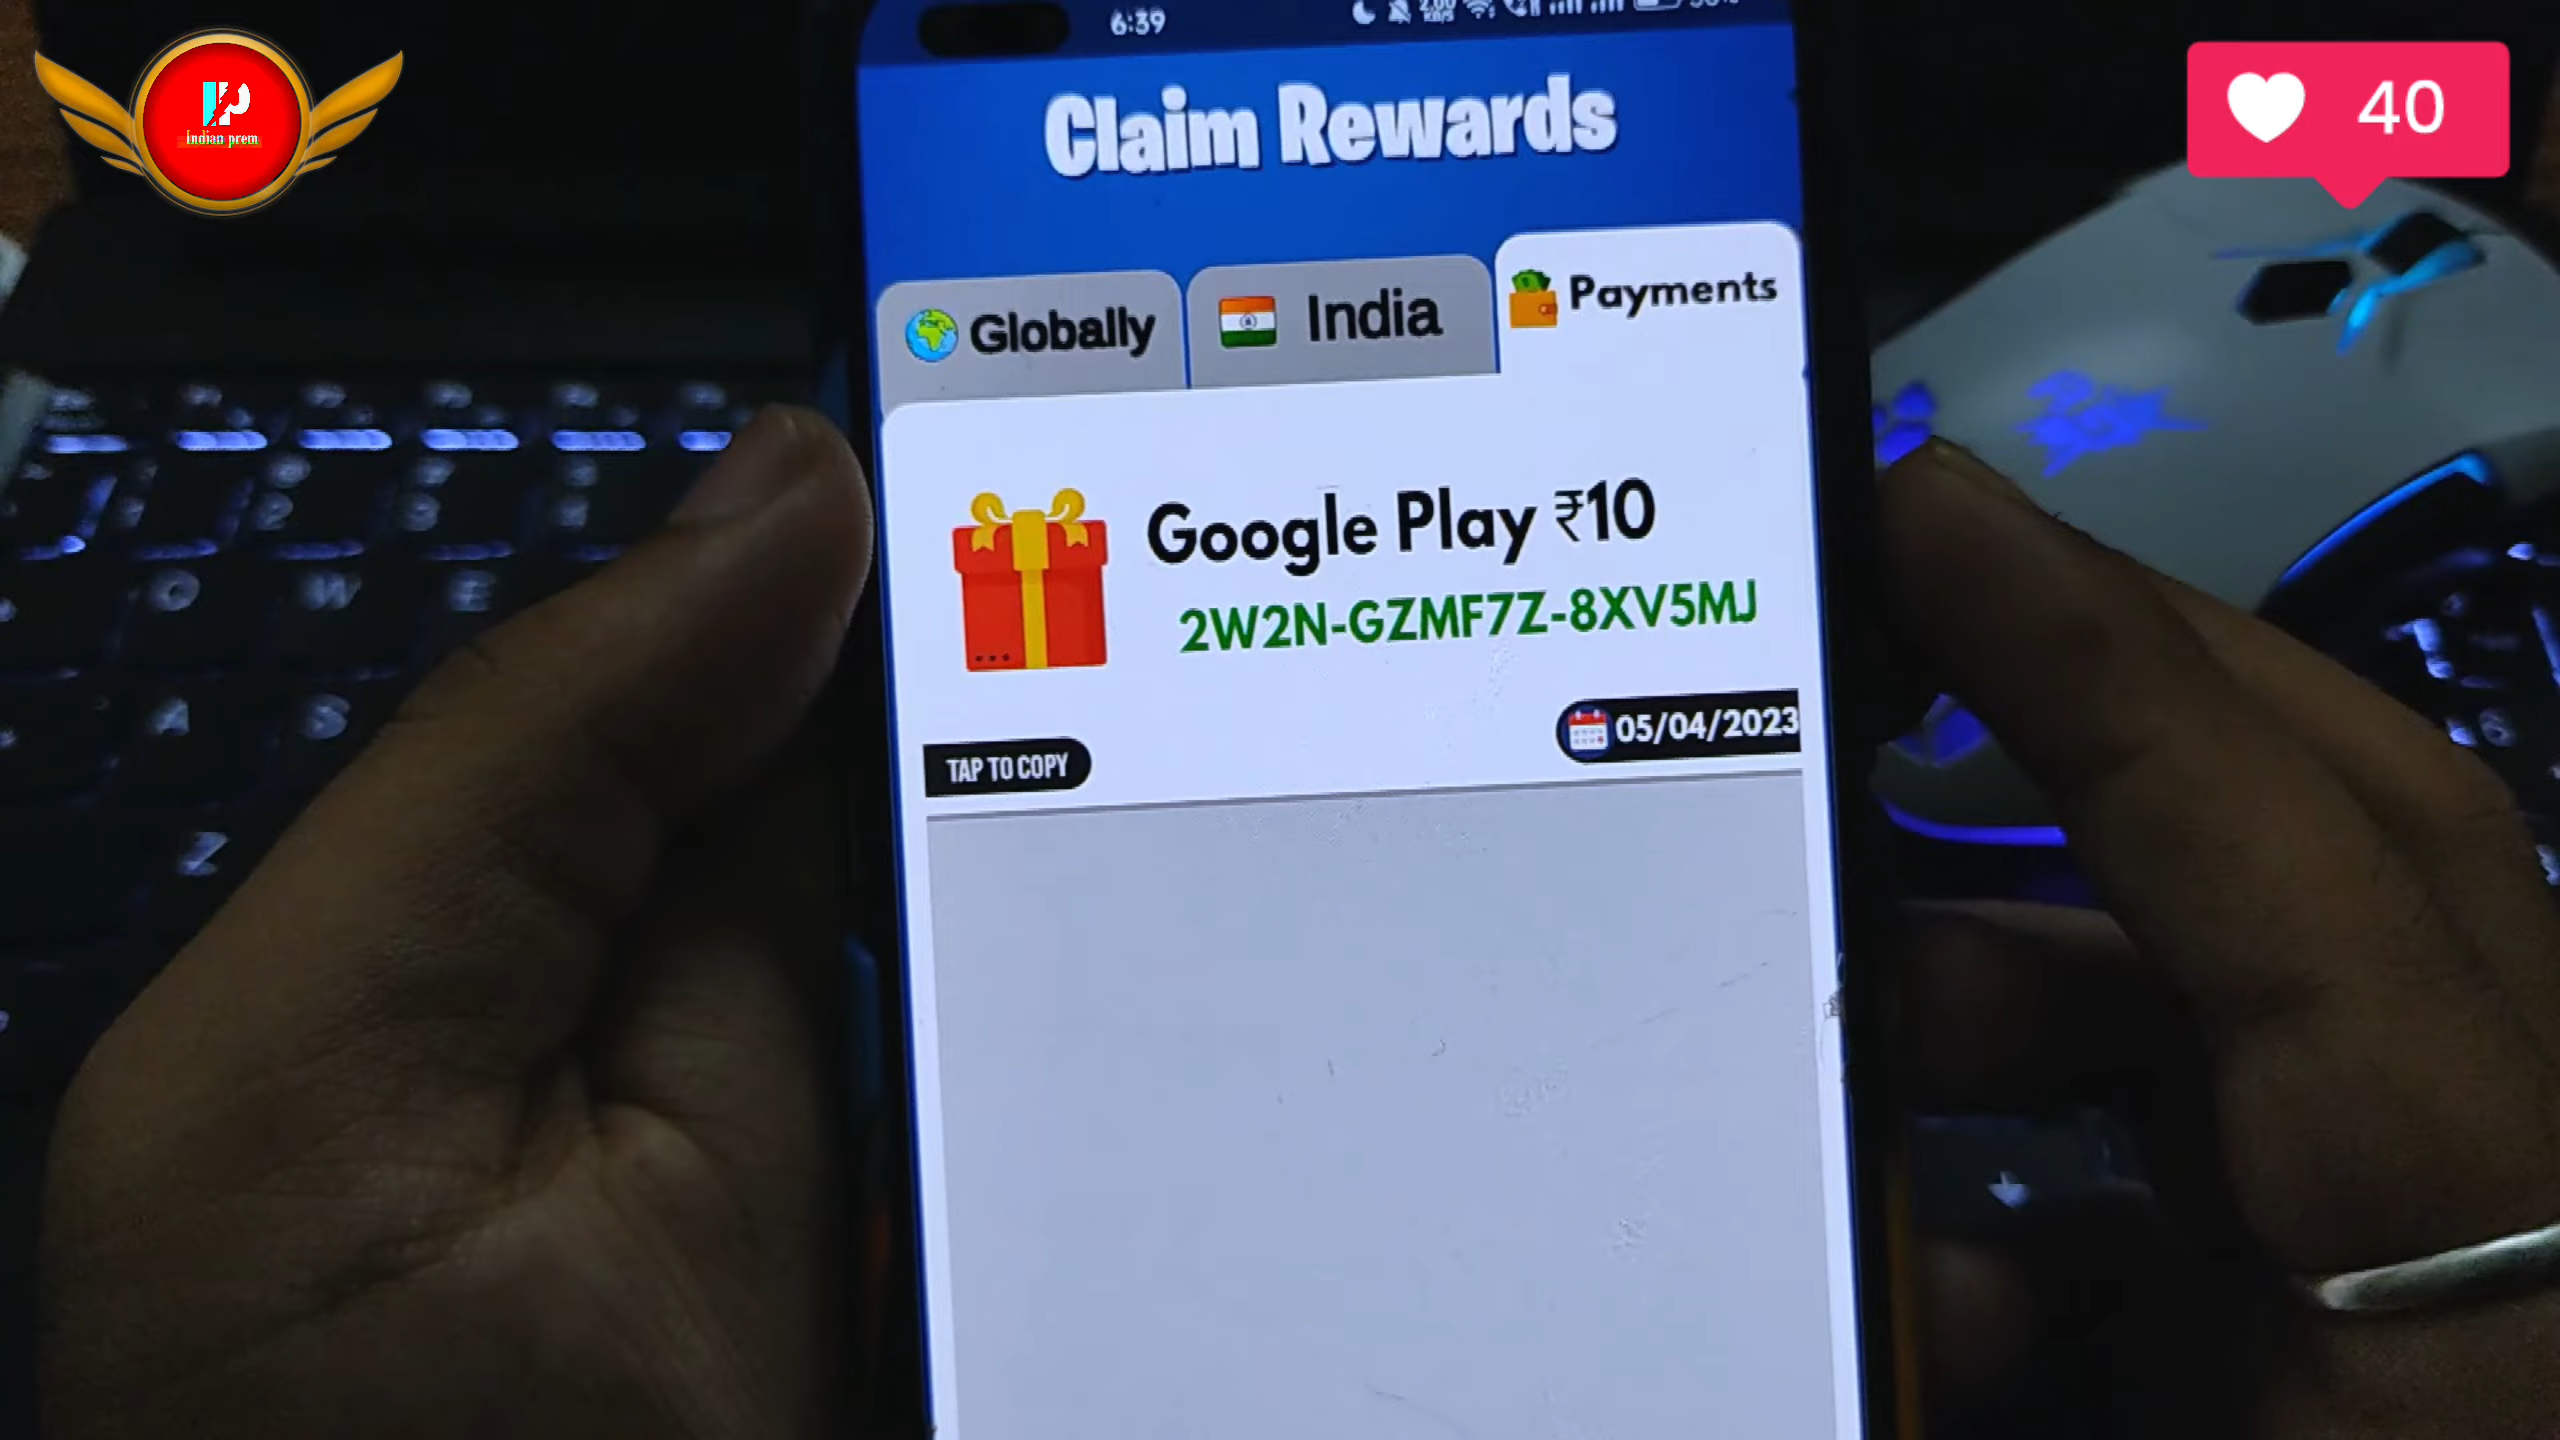 6:39
Indian prem
40
Claim Rewards
Globally
India
Payments
Google Play ₹10
2W2N-GZMF7Z-8XV5MJ
05/04/2023
TAP TO COPY
W
E
A
S
Z